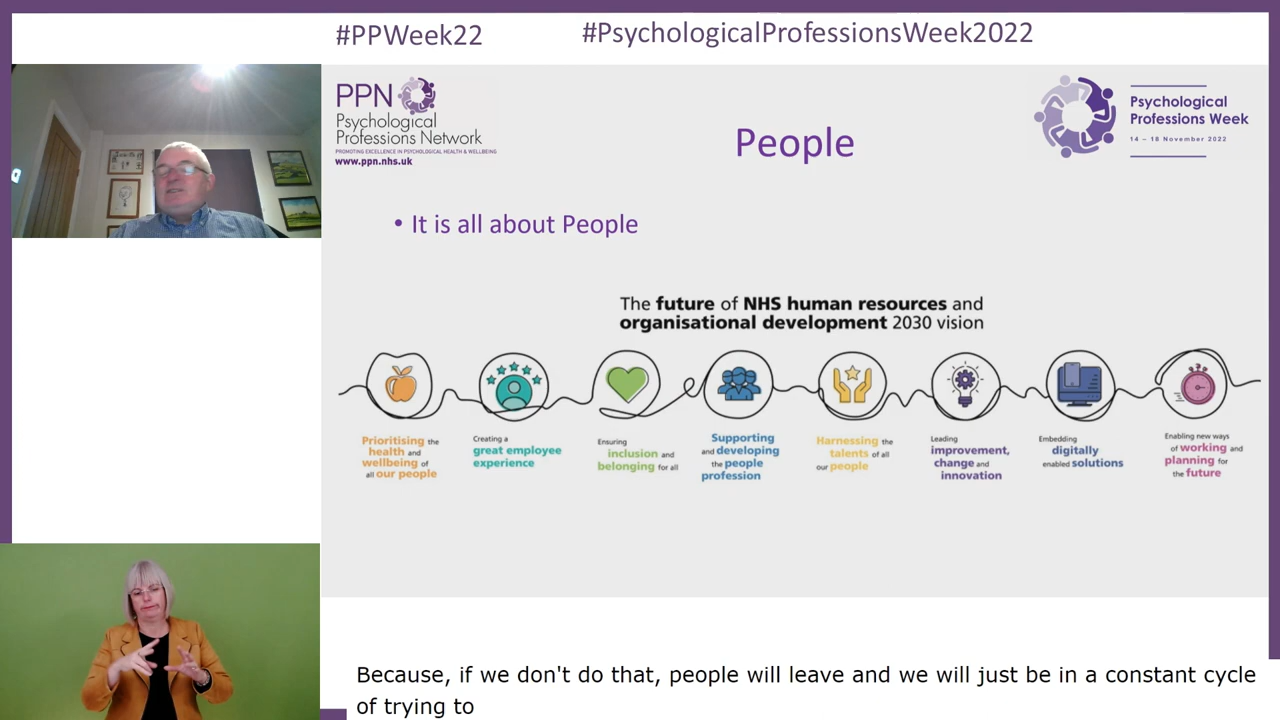 #PPWeek22
#PsychologicalProfessionsWeek2022
PPN
Psychological
Professions Network
PROMOTING EXCELLENCE IN PSYCHOLOGICAL HEALTH & WELLBEING
www.ppn.nhs.uk
People
Psychological
Professions Week
14 – 18 November 2022
• It is all about People
The future of NHS human resources and
organisational development 2030 vision
Prioritising the
health and
wellbeing of
all our people
Creating a
great employee
experience
Ensuring
inclusion and
belonging for all
Supporting
and developing
the people
profession
Harnessing the
talents of all
our people
Leading
improvement,
change and
innovation
Embedding
digitally
enabled solutions
Enabling new ways
of working and
planning for
the future
Because, if we don't do that, people will leave and we will just be in a constant cycle
of trying to